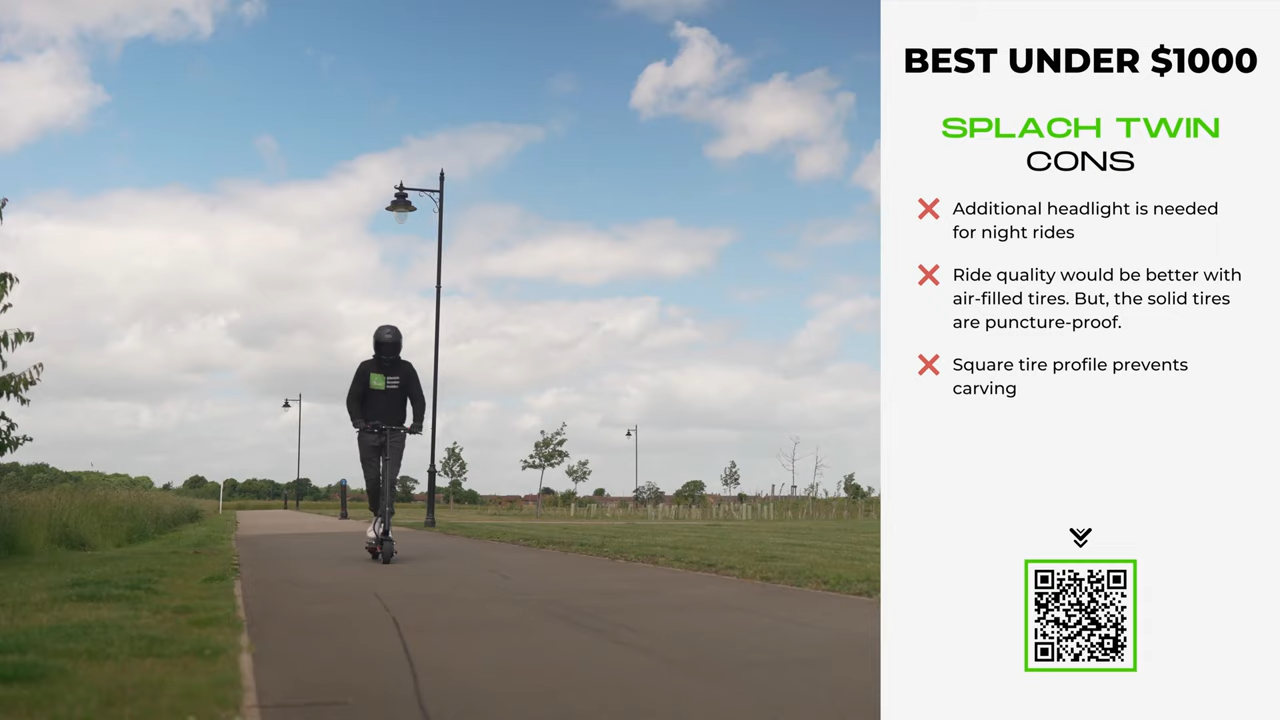 BEST UNDER $1000
SPLACH TWIN
CONS
Additional headlight is needed
for night rides
Ride quality would be better with
air-filled tires. But, the solid tires
are puncture-proof.
Square tire profile prevents
carving